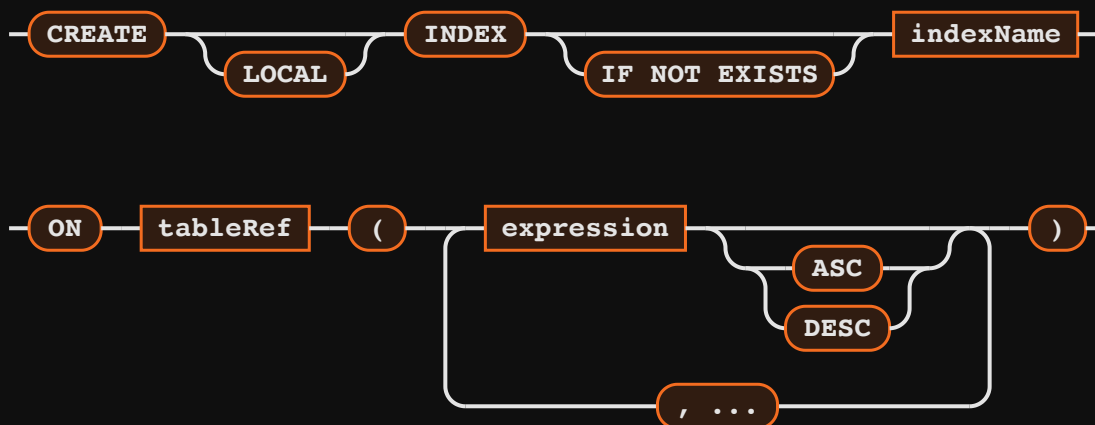 CREATE INDEX indexName
LOCAL IF NOT EXISTS
ON tableRef ( expression )
ASC
DESC
, ...